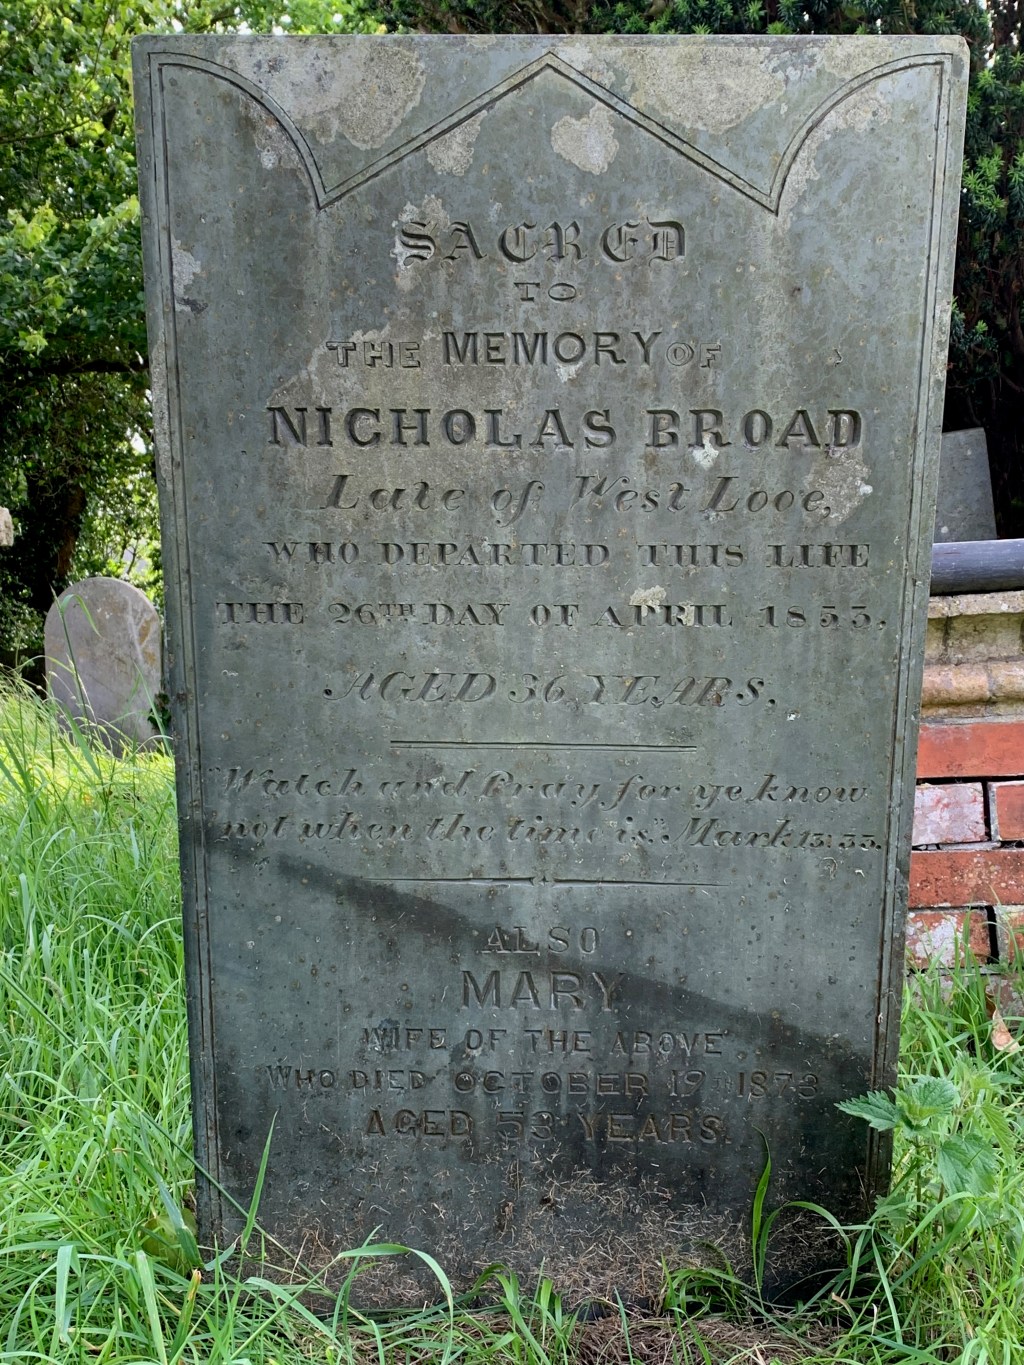 SACRED
TO
THE MEMORY OF
NICHOLAS BROAD
Late of West Looe,
WHO DEPARTED THIS LIFE
THE 26TH DAY OF APRIL 1853,
AGED 36 YEARS.
"Watch and Pray for ye know
not when the time is." Mark 13:33.
ALSO
MARY
WIFE OF THE ABOVE
WHO DIED OCTOBER 19TH 1873
AGED 53 YEARS.